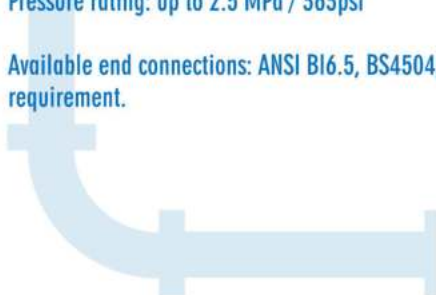 Pressure rating: up to 2.5 MPa / 363psi
Available end connections: ANSI BI6.5, BS4504
requirement.